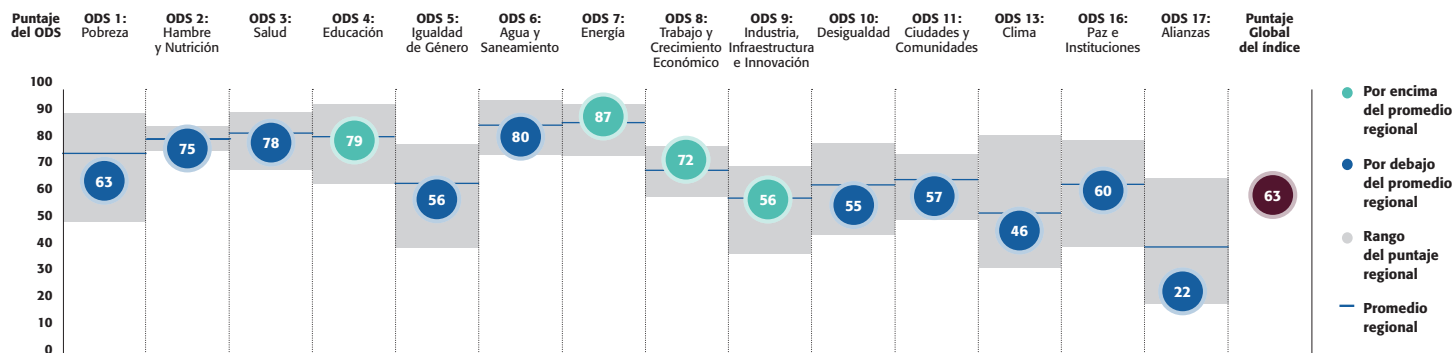 Puntaje
del ODS
ODS 1:
Pobreza
ODS 2:
Hambre
y Nutrición
ODS 3:
Salud
ODS 4:
Educación
ODS 5:
Igualdad
de Género
ODS 6:
Agua y
Saneamiento
ODS 7:
Energía
ODS 8:
Trabajo y
Crecimiento
Económico
ODS 9:
Industria,
Infraestructura
e Innovación
ODS 10:
Desigualdad
ODS 11:
Ciudades y
Comunidades
ODS 13:
Clima
ODS 16:
Paz e
Instituciones
ODS 17:
Alianzas
Puntaje
Global
del índice
100
90
80
70
60
50
40
30
20
10
0
63
75
78
79
56
80
87
72
56
55
57
46
60
22
63
Por encima
del promedio
regional
Por debajo
del promedio
regional
Rango
del puntaje
regional
Promedio
regional